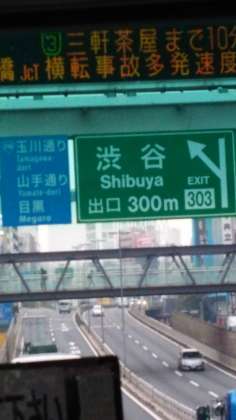 3 三軒茶屋まで10分
橋JCT 横転事故多発速度
玉川通り
Tamagawa-dori
山手通り
Yamate-dori
目黒
Meguro
渋谷
Shibuya
EXIT
出口 300m 303